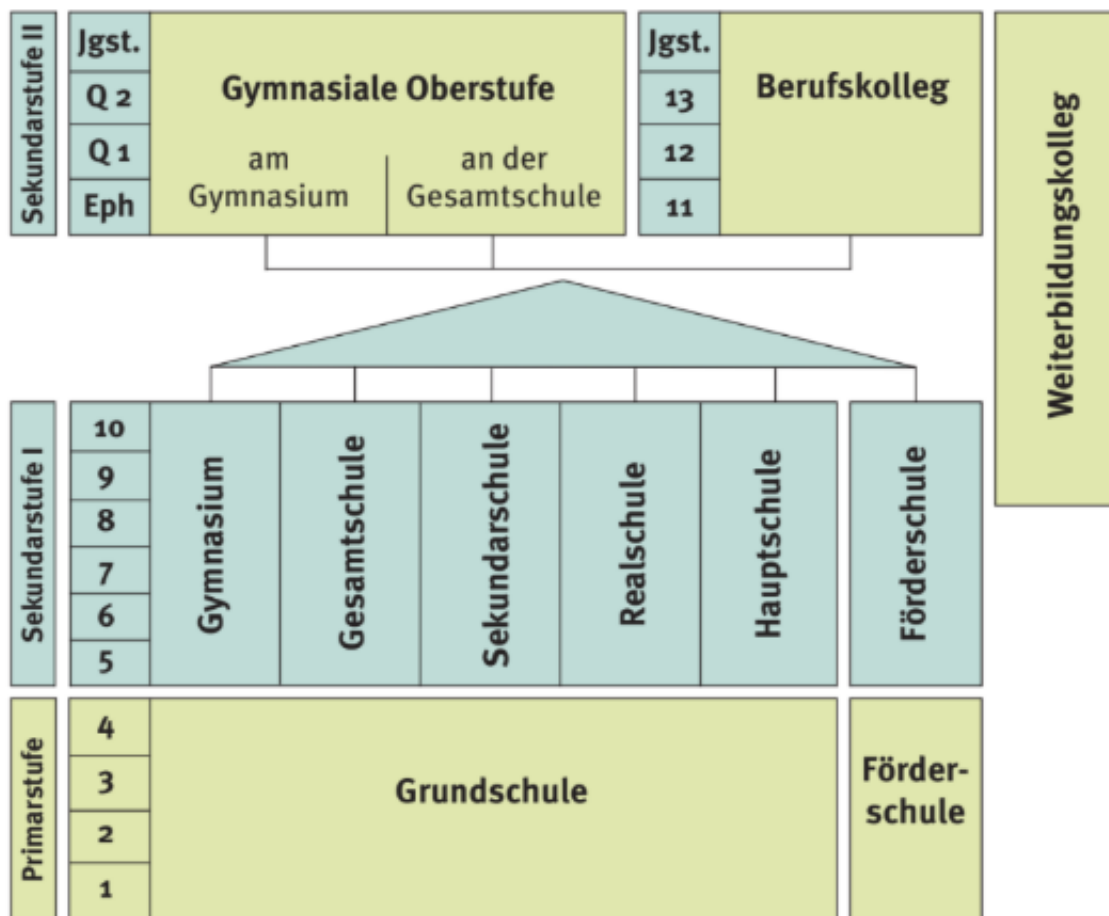 Sekundarstufe II
Jgst.
Q 2
Q 1
Eph
Gymnasiale Oberstufe
am
Gymnasium
an der
Gesamtschule
Jgst.
13
12
11
Berufskolleg
Weiterbildungskolleg
Sekundarstufe I
10
9
8
7
6
5
Gymnasium
Gesamtschule
Sekundarschule
Realschule
Hauptschule
Förderschule
Primarstufe
4
3
2
1
Grundschule
Förder-
schule